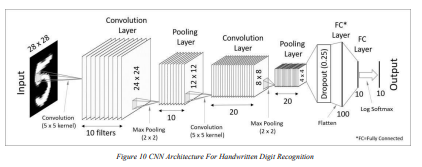 Convolution Layer
Pooling Layer
Convolution Layer
Pooling Layer
FC* Layer
FC Layer
28 x 28
Input
5
24 x 24
12 x 12
8 x 8
4 x 4
Dropout (0.25)
Output
10 filters
10
20
20
100
10
10
Convolution (5 x 5 kernel)
Max Pooling (2 x 2)
Convolution (5 x 5 kernel)
Max Pooling (2 x 2)
Flatten
Log Softmax
*FC=Fully Connected
Figure 10 CNN Architecture For Handwritten Digit Recognition